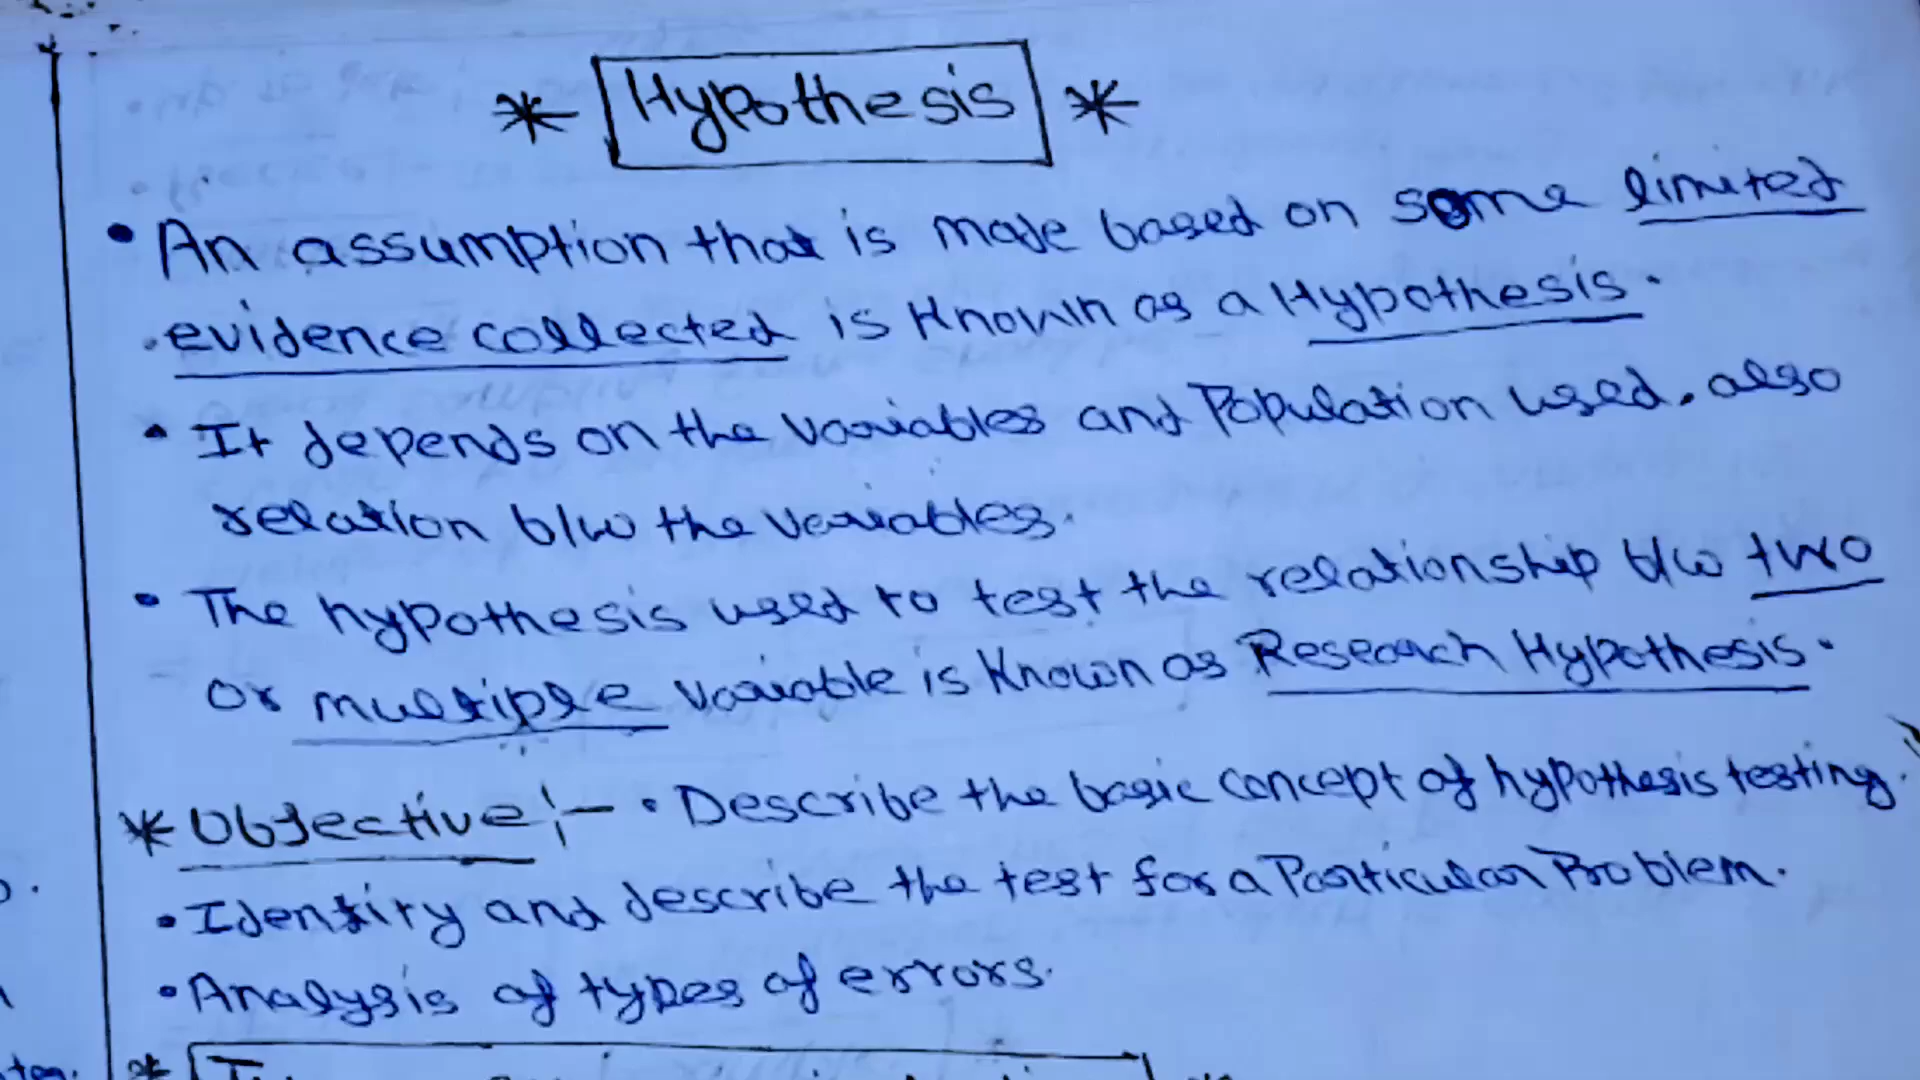 * Hypothesis *
• An assumption that is made based on some limited
evidence collected is known as a Hypothesis.
• It depends on the variables and Population used, also
relation b/w the variables.
• The hypothesis used to test the relationship b/w two
or multiple variable is known as Research Hypothesis.
* Objective :- • Describe the basic concept of hypothesis testing.
• Identity and describe the test for a Particular Problem.
• Analysis of types of errors.